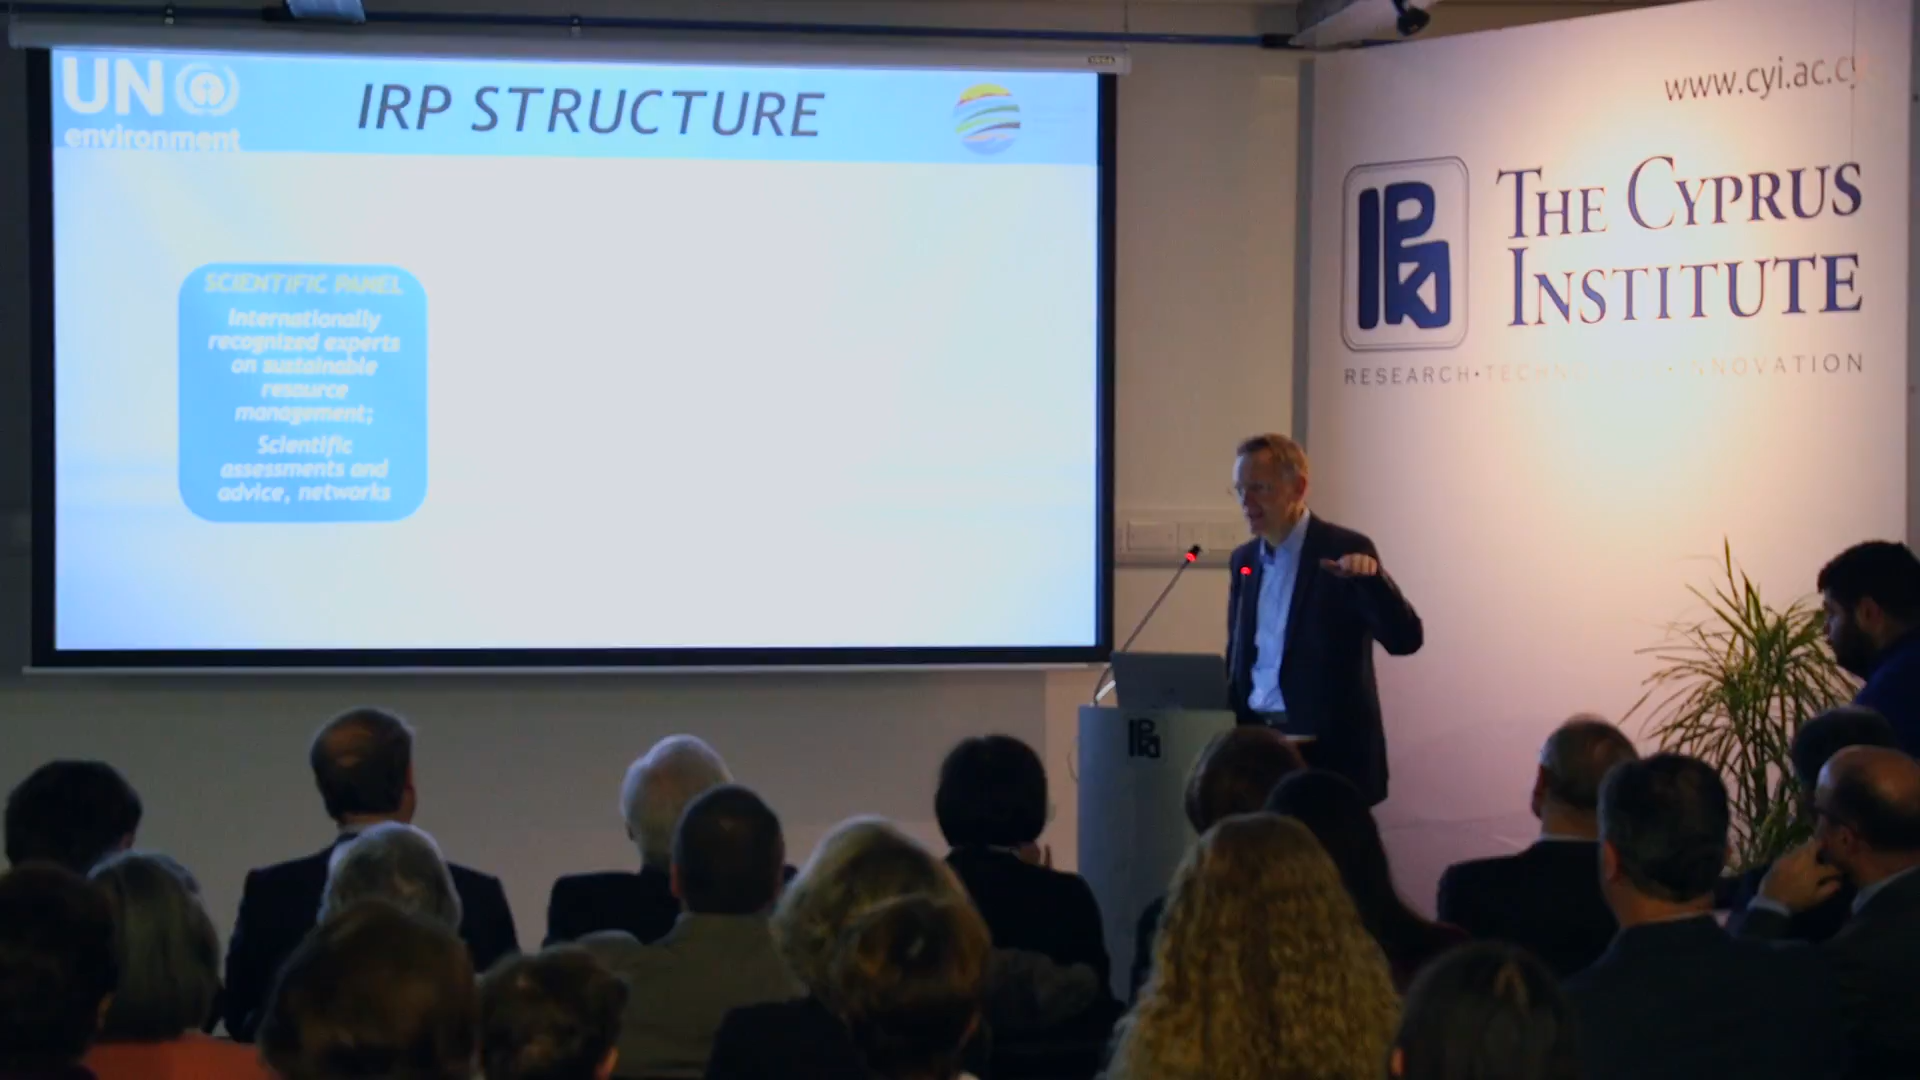 UN
environment
IRP STRUCTURE
SCIENTIFIC PANEL
Internationally
recognized experts
on sustainable
resource
management;
Scientific
assessments and
advice, networks
www.cyi.ac.cy
THE CYPRUS
INSTITUTE
RESEARCH